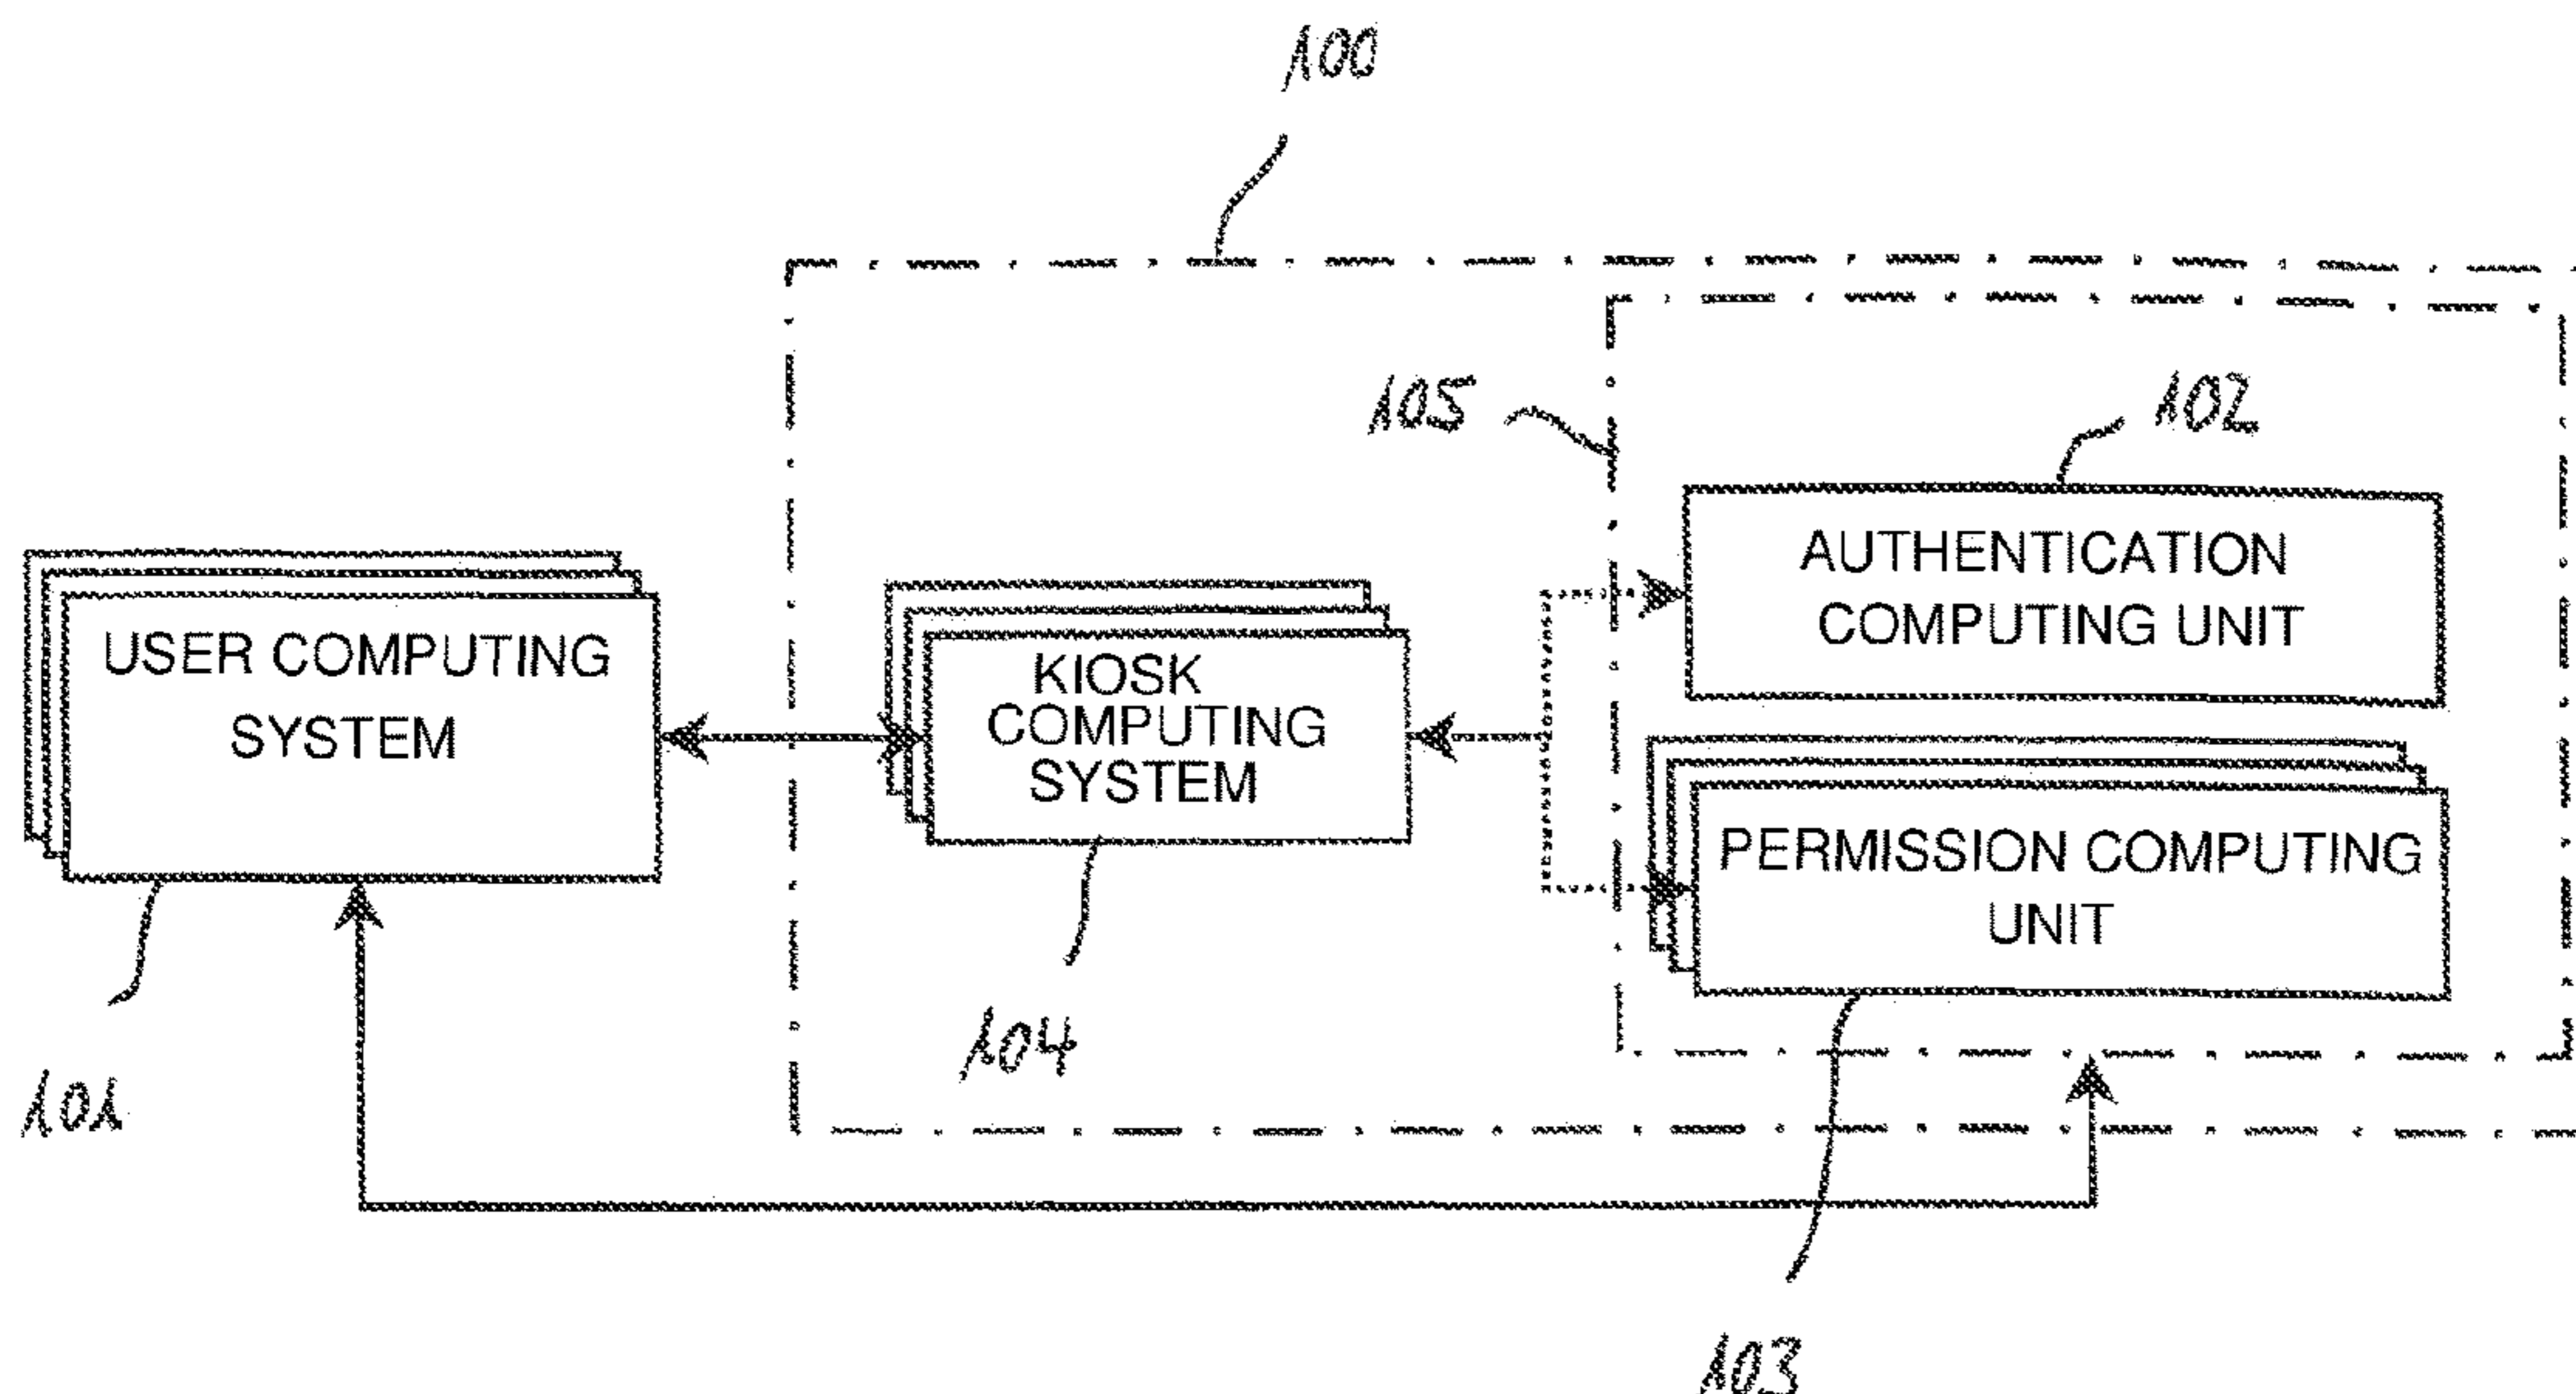 100
105
102
AUTHENTICATION
COMPUTING UNIT
USER COMPUTING
SYSTEM
KIOSK
COMPUTING
SYSTEM
PERMISSION COMPUTING
UNIT
104
101
103